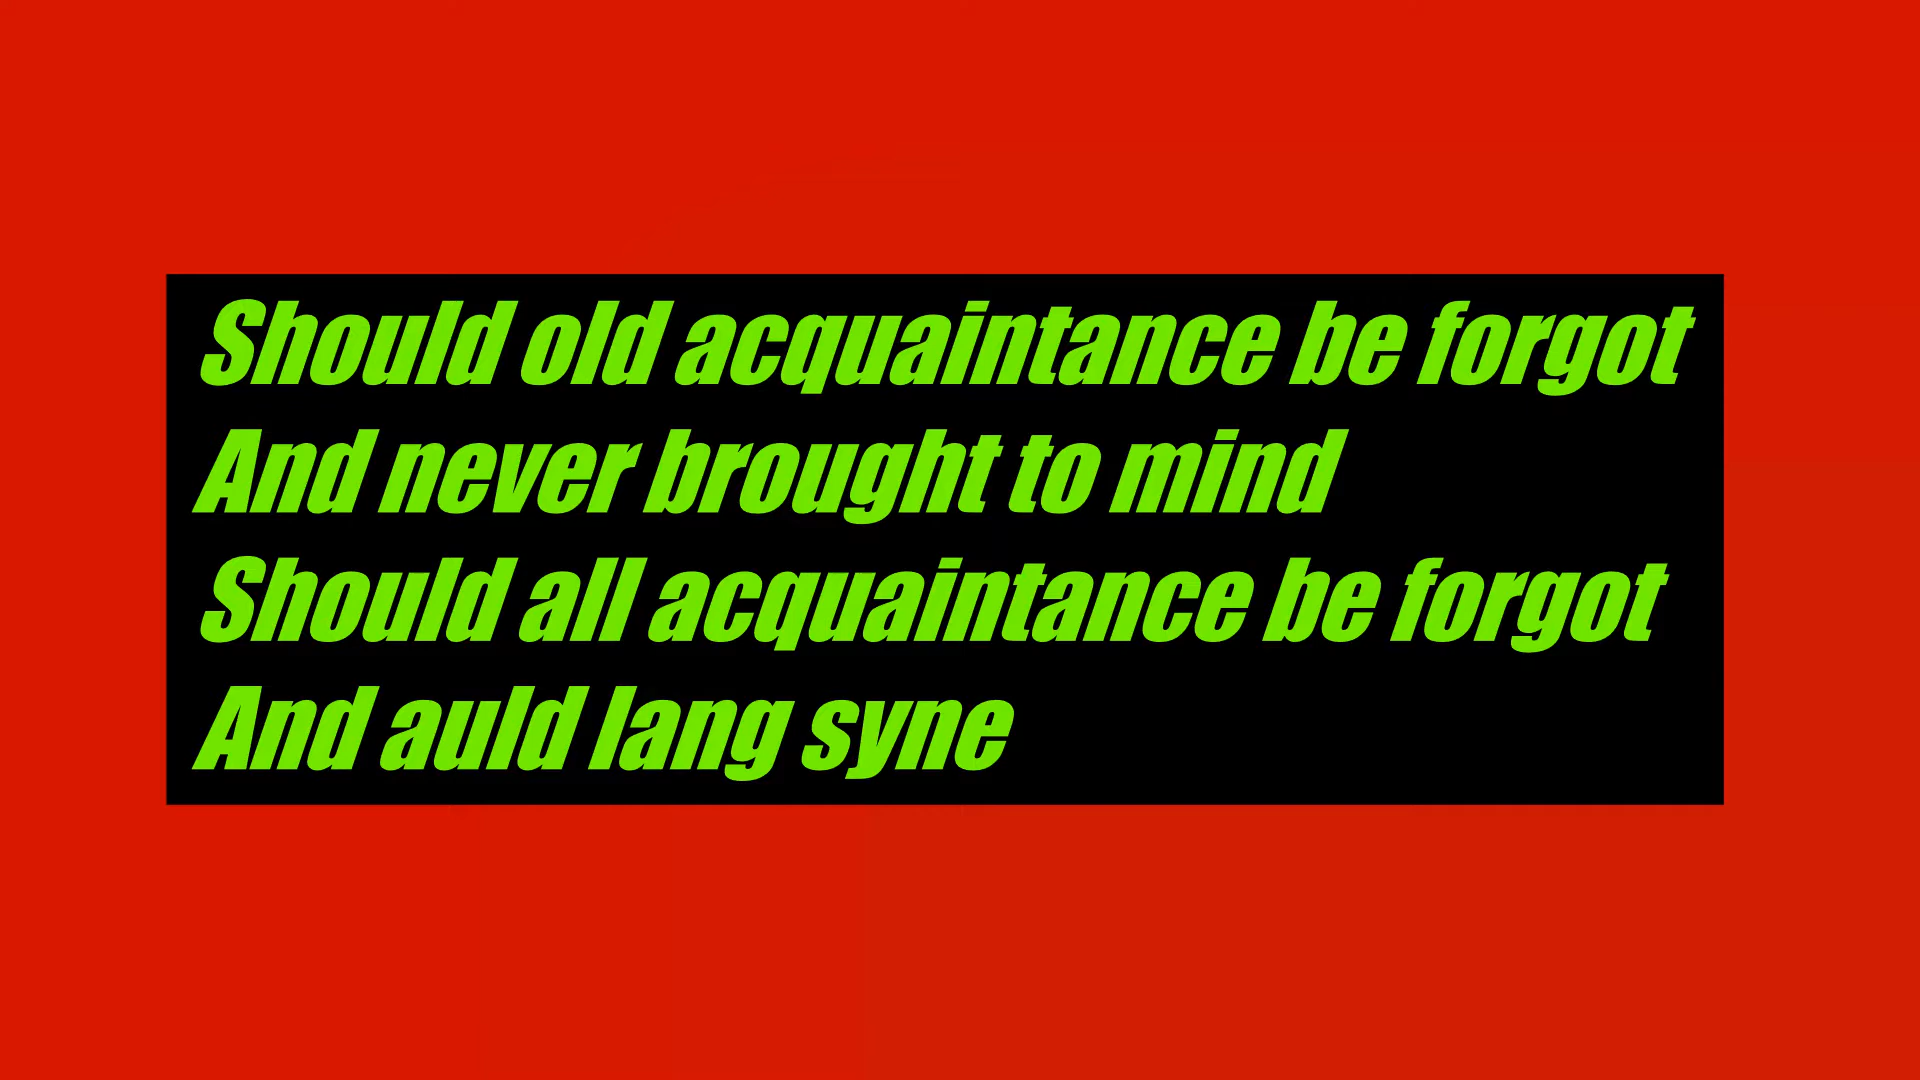 Should old acquaintance be forgot
And never brought to mind
Should all acquaintance be forgot
And auld lang syne